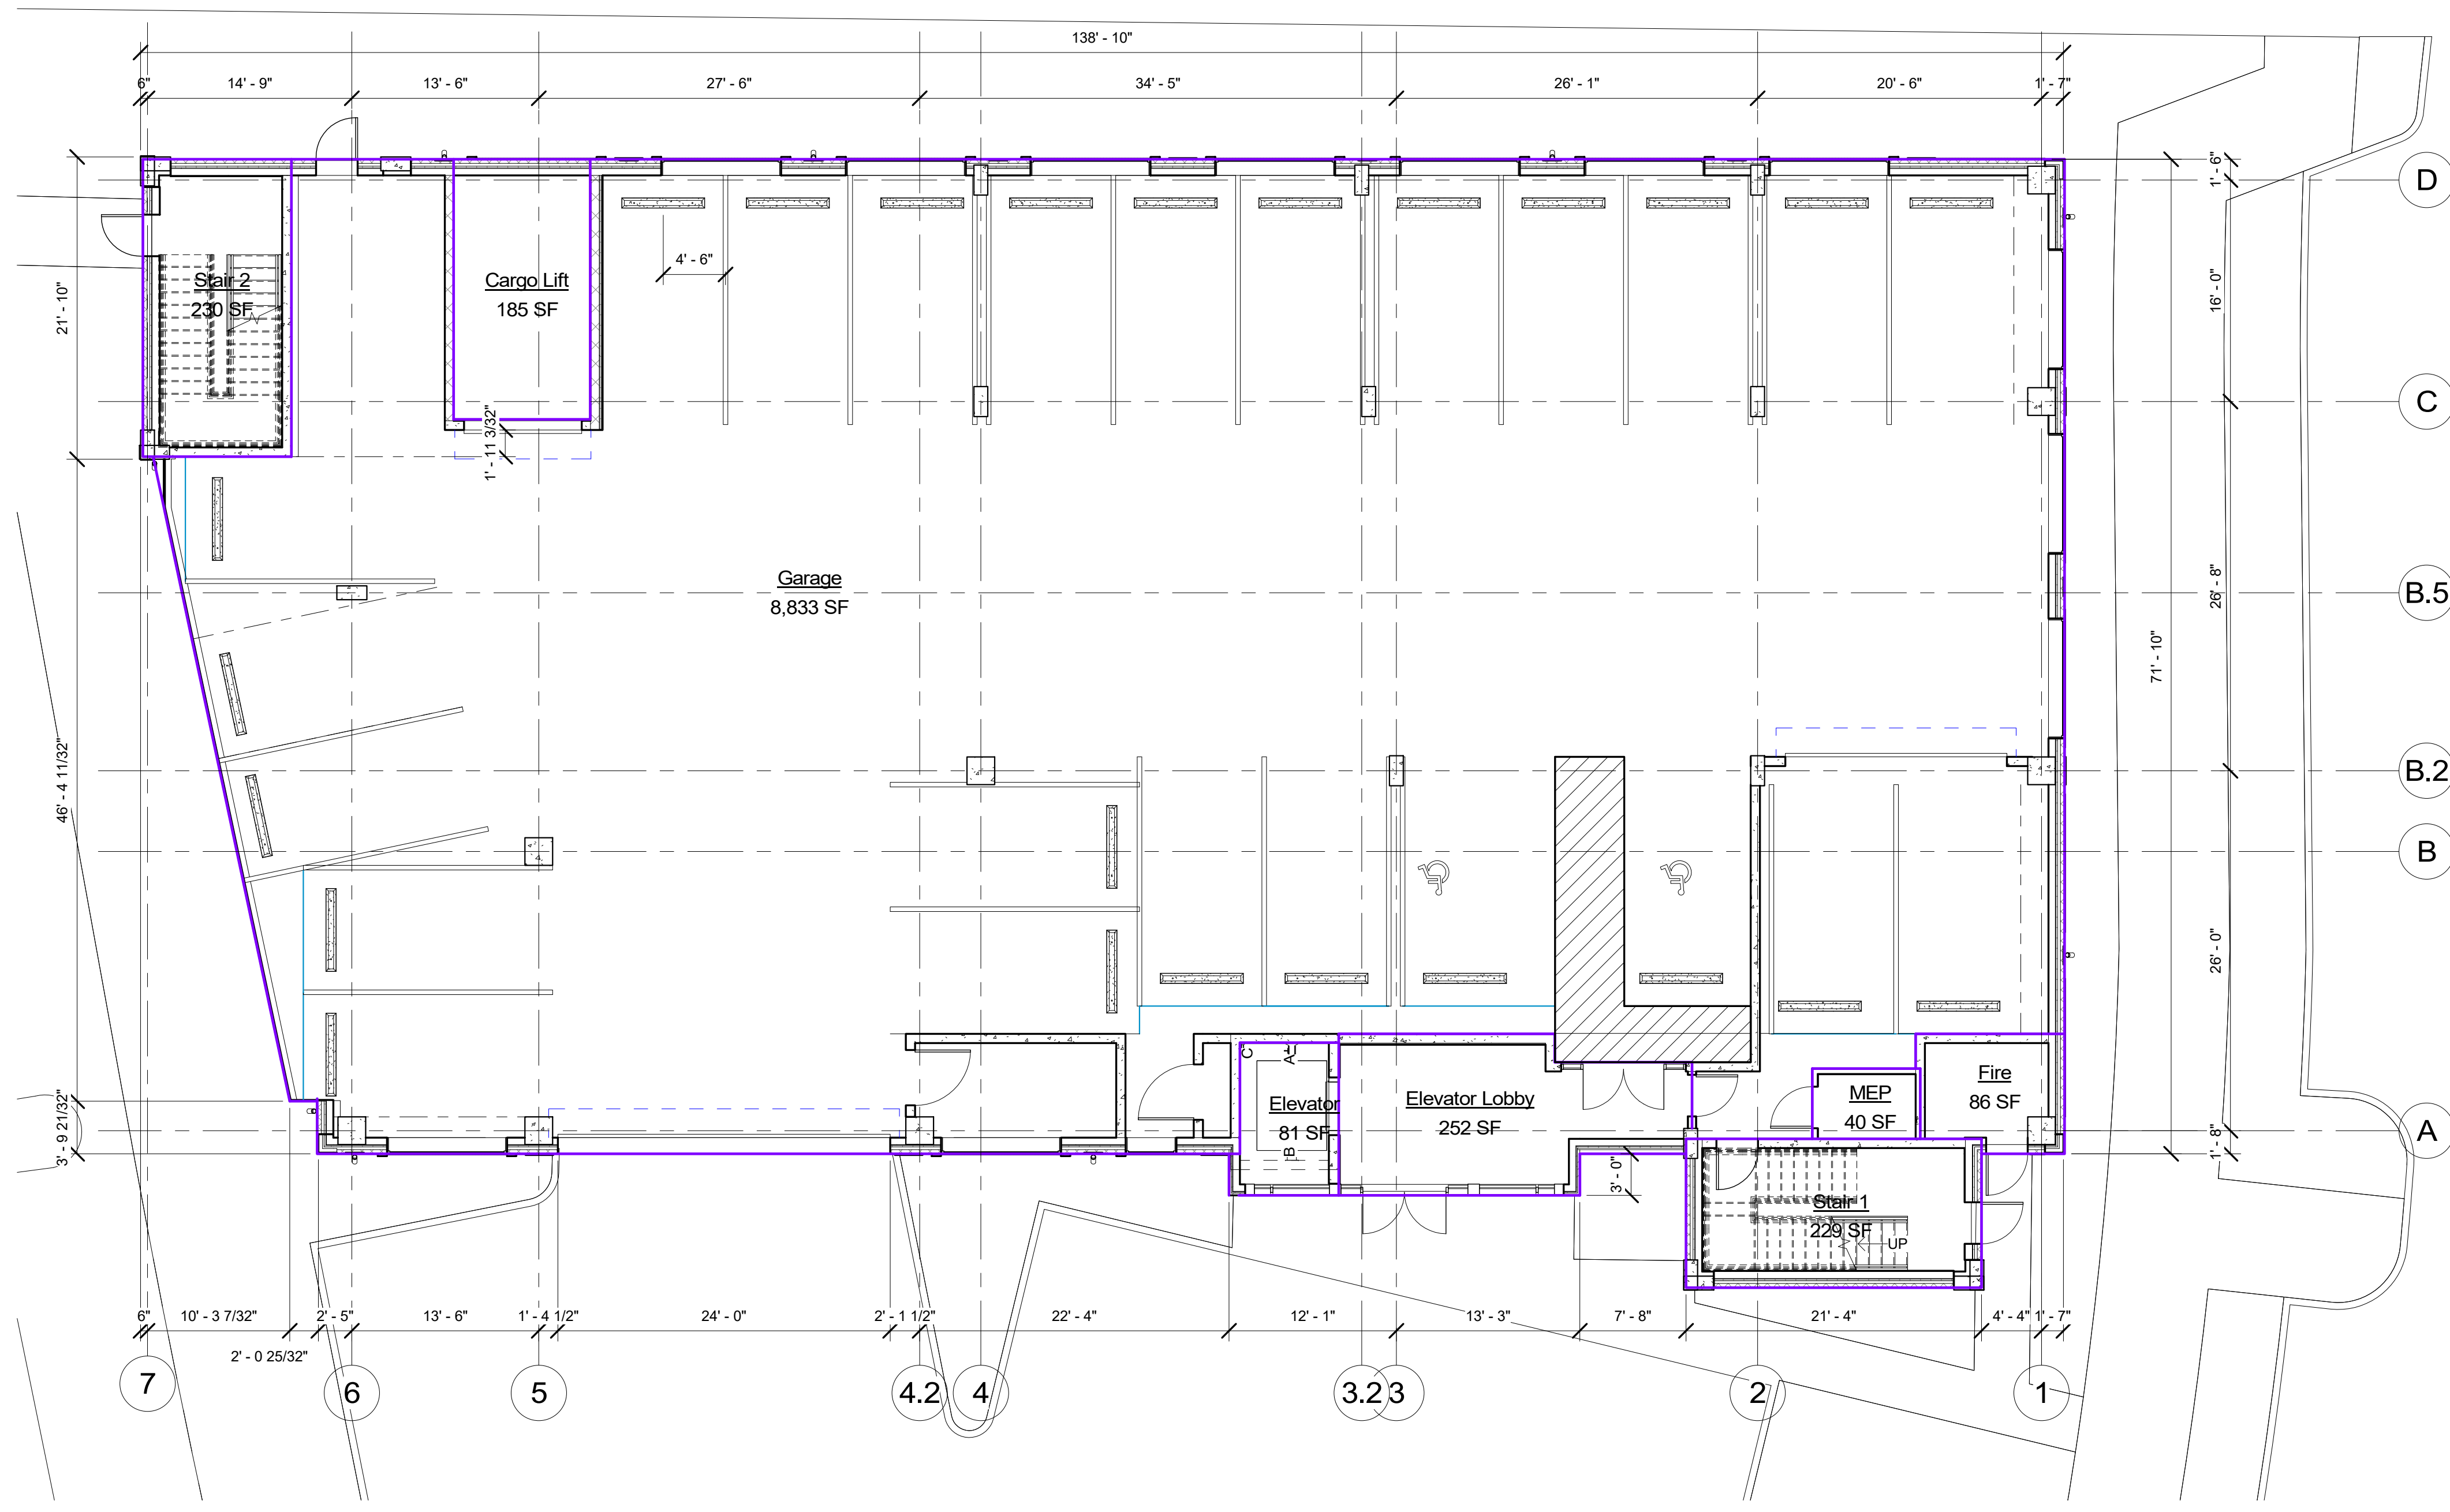 138' - 10"
6"
14' - 9"
13' - 6"
27' - 6"
34' - 5"
26' - 1"
20' - 6"
1' - 7"
1' - 6"
D
4' - 6"
Stair 2
230 SF
Cargo Lift
185 SF
21' - 10"
16' - 0"
C
1' - 11 3/32"
Garage
8,833 SF
26' - 8"
B.5
71' - 10"
46' - 4 11/32"
B.2
B
26' - 0"
C
A
Elevator
81 SF
B
Elevator Lobby
252 SF
MEP
40 SF
Fire
86 SF
3' - 9 21/32"
1' - 8"
A
3' - 0"
Stair 1
229 SF
UP
6"
10' - 3 7/32"
2' - 5"
13' - 6"
1' - 4 1/2"
24' - 0"
2' - 1 1/2"
22' - 4"
12' - 1"
13' - 3"
7' - 8"
21' - 4"
4' - 4"
1' - 7"
2' - 0 25/32"
7
6
5
4.2
4
3.2
3
2
1